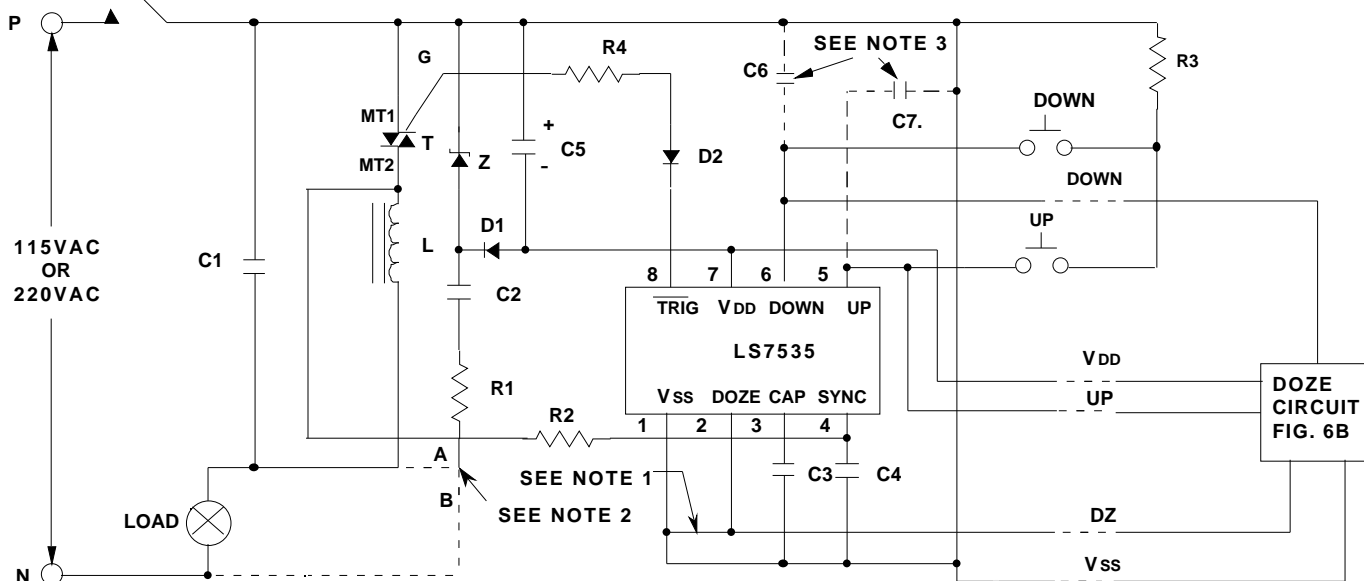 P
SEE NOTE 3
G
R4
C6
R3
DOWN
MT1
T
C7.
+
C5
-
MT2
Z
D2
DOWN
115VAC
OR
220VAC
C1
L
D1
UP
8 7 6 5
C2
TRIG VDD DOWN UP
LS7535
VDD
R1
VSS DOZE CAP SYNC
UP
DOZE
CIRCUIT
FIG. 6B
R2
1 2 3 4
A
SEE NOTE 1
C3 C4
B
SEE NOTE 2
LOAD
DZ
VSS
N